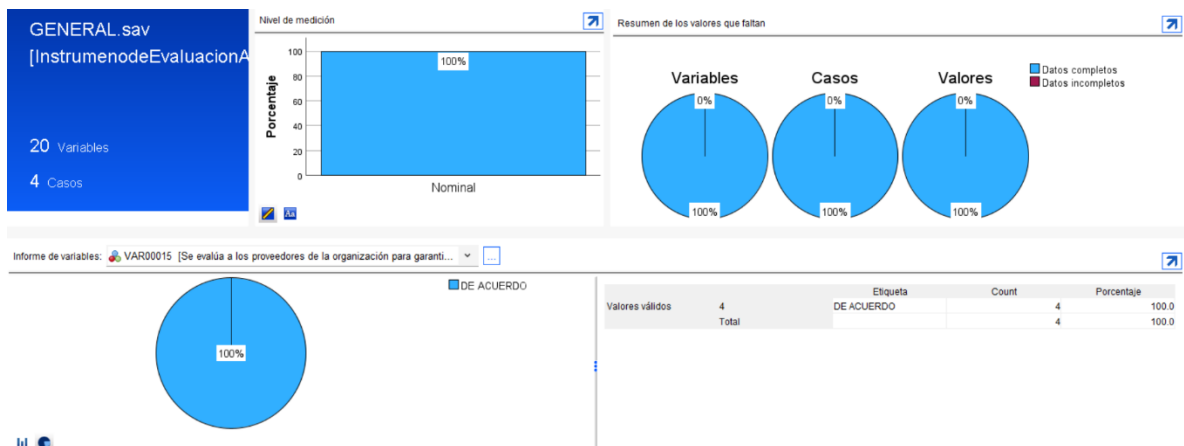 GENERAL.sav
[InstrumenodeEvaluacionA
20 Variables
4 Casos
Nivel de medición
Porcentaje
100
80
60
40
20
0
100%
Nominal
Aa
Resumen de los valores que faltan
Variables
Casos
Valores
0%
0%
0%
100%
100%
100%
Datos completos
Datos incompletos
Informe de variables: VAR00015 [Se evalúa a los proveedores de la organización para garanti... ...
DE ACUERDO
100%
Etiqueta Count Porcentaje
Valores válidos 4 DE ACUERDO 4 100.0
Total 4 100.0